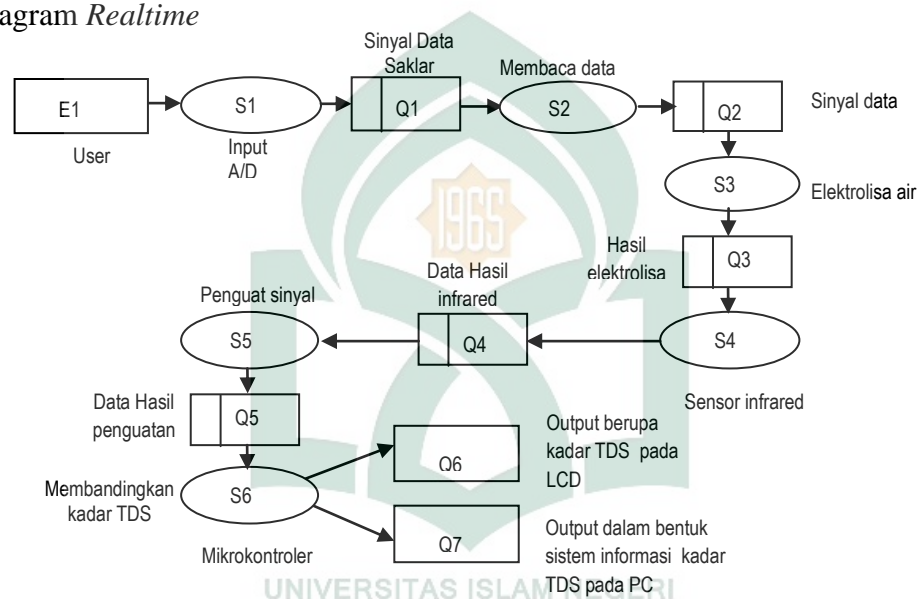 agram Realtime
Sinyal Data
Saklar
Membaca data
E1
S1
Q1
S2
Q2
Sinyal data
User
Input
A/D
S3
Elektrolisa air
Hasil
elektrolisa
Q3
1965
Data Hasil
infrared
Penguat sinyal
S5
Q4
S4
Sensor infrared
Data Hasil
penguatan
Q5
Output berupa
kadar TDS pada
LCD
Q6
Membandingkan
kadar TDS
S6
Mikrokontroler
Q7
Output dalam bentuk
sistem informasi kadar
TDS pada PC
UNIVERSITAS ISLAM NEGERI